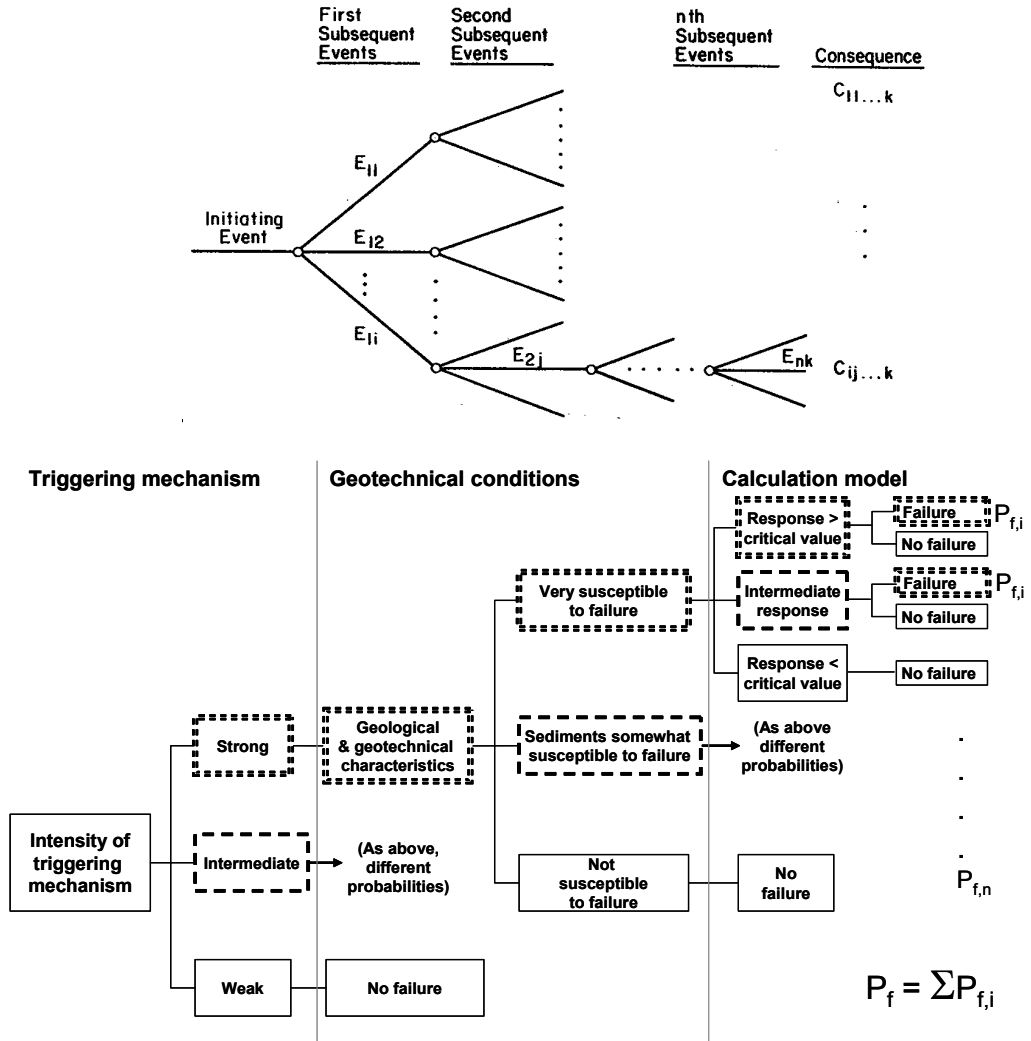 First
Subsequent
Events
Second
Subsequent
Events
nth
Subsequent
Events
Consequence
C11...k
E11
Initiating
Event
E12
E1i
E2j
Enk
Cij...k
Triggering mechanism
Geotechnical conditions
Calculation model
Response >
critical value
Failure
Pf,i
No failure
Very susceptible
to failure
Intermediate
response
Failure
Pf,i
No failure
Response <
critical value
No failure
Strong
Geological
& geotechnical
characteristics
Sediments somewhat
susceptible to failure
(As above
different
probabilities)
Intensity of
triggering
mechanism
Intermediate
(As above,
different
probabilities)
Not
susceptible
to failure
No
failure
Pf,n
Weak
No failure
Pf = ΣPf,i